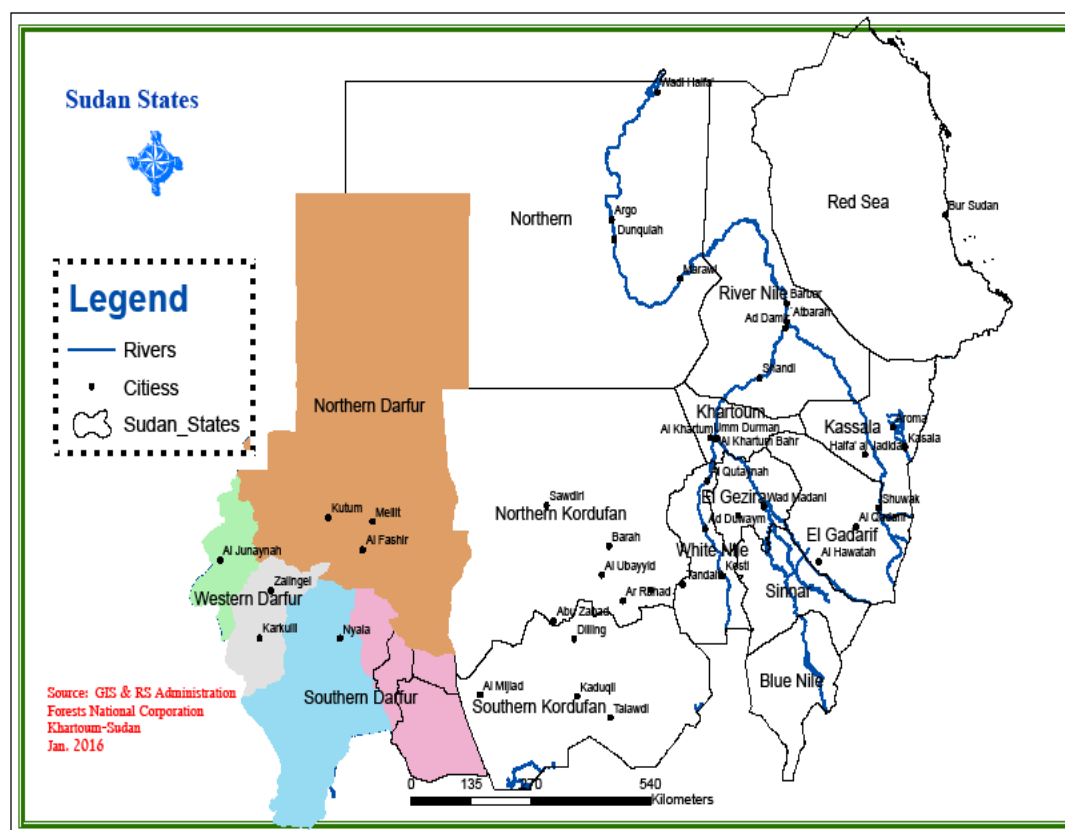 Sudan States
Wadi Halfa'
Red Sea
Bur Sudan
Northern
Argo
Dunqulah
Marawi
River Nile
Barbar
Atbarah
Ad Damir
Shandi
Legend
Rivers
Citiess
Sudan_States
Northern Darfur
Khartoum
Kassala
Aroma
Al Khartum
Umm Durman
Al Khartum Bahr
Halfa' al Jadida
Kasala
Al Qutaynah
Sawdiri
Northern Kordufan
El Gezira
Wad Madani
Shuwak
Kutum
Mellit
Al Qadarif
Ad Duwaym
El Gadarif
Al Fashir
Barah
White Nile
Al Hawatah
Al Junaynah
Al Ubayyid
Tandalti
Kosti
Sinnar
Zalingei
Western Darfur
Ar Rahad
Abu Zabad
Karkulli
Nyala
Dilling
Blue Nile
Source: GIS & RS Administration
Forests National Corporation
Khartoum-Sudan
Jan. 2016
Southern Darfur
Al Mijlad
Kaduqli
Southern Kordufan
Talawdi
0 135 270 540
Kilometers